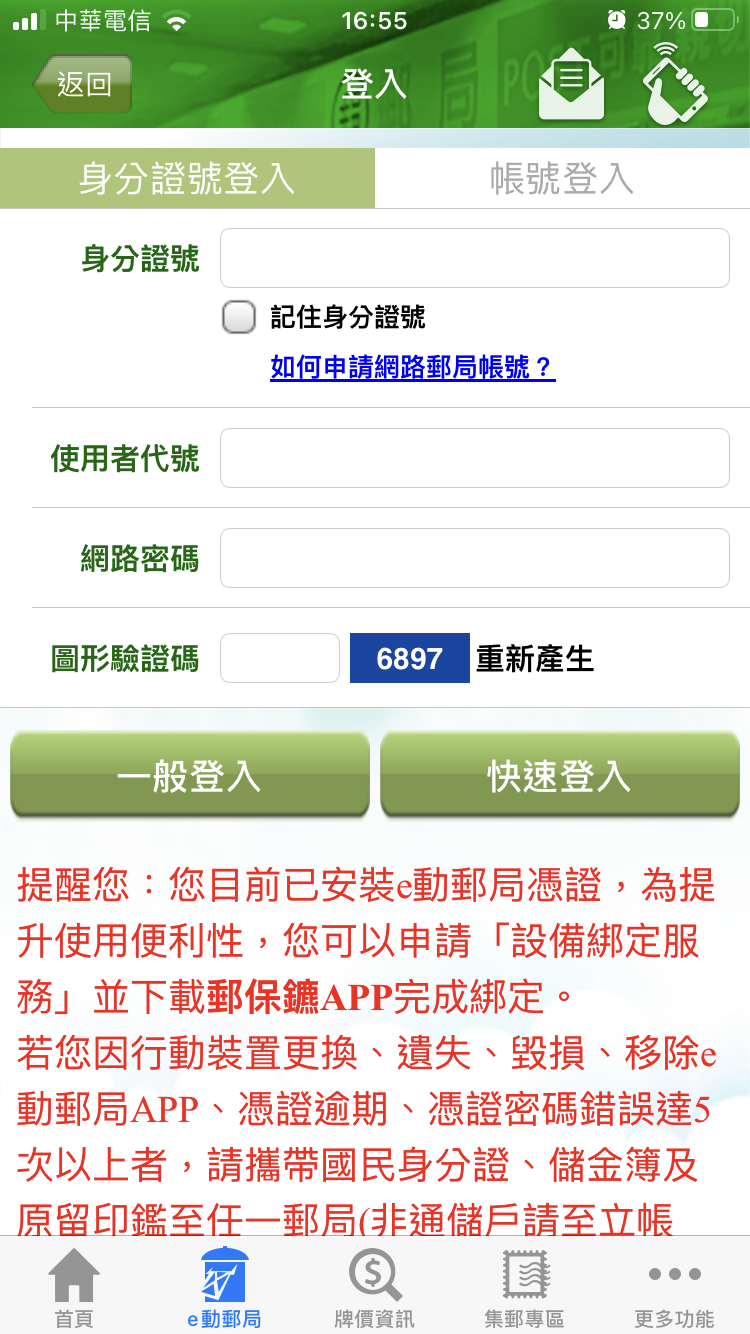 中華電信 16:55 37%
返回 登入
身分證號登入 帳號登入
身分證號
記住身分證號
如何申請網路郵局帳號？
使用者代號
網路密碼
圖形驗證碼 6897 重新產生
一般登入 快速登入
提醒您：您目前已安裝e動郵局憑證，為提
升使用便利性，您可以申請「設備綁定服
務」並下載郵保鑣APP完成綁定。
若您因行動裝置更換、遺失、毀損、移除e
動郵局APP、憑證逾期、憑證密碼錯誤達5
次以上者，請攜帶國民身分證、儲金簿及
原留印鑑至任一郵局(非通儲戶請至立帳
首頁 e動郵局 牌價資訊 集郵專區 更多功能